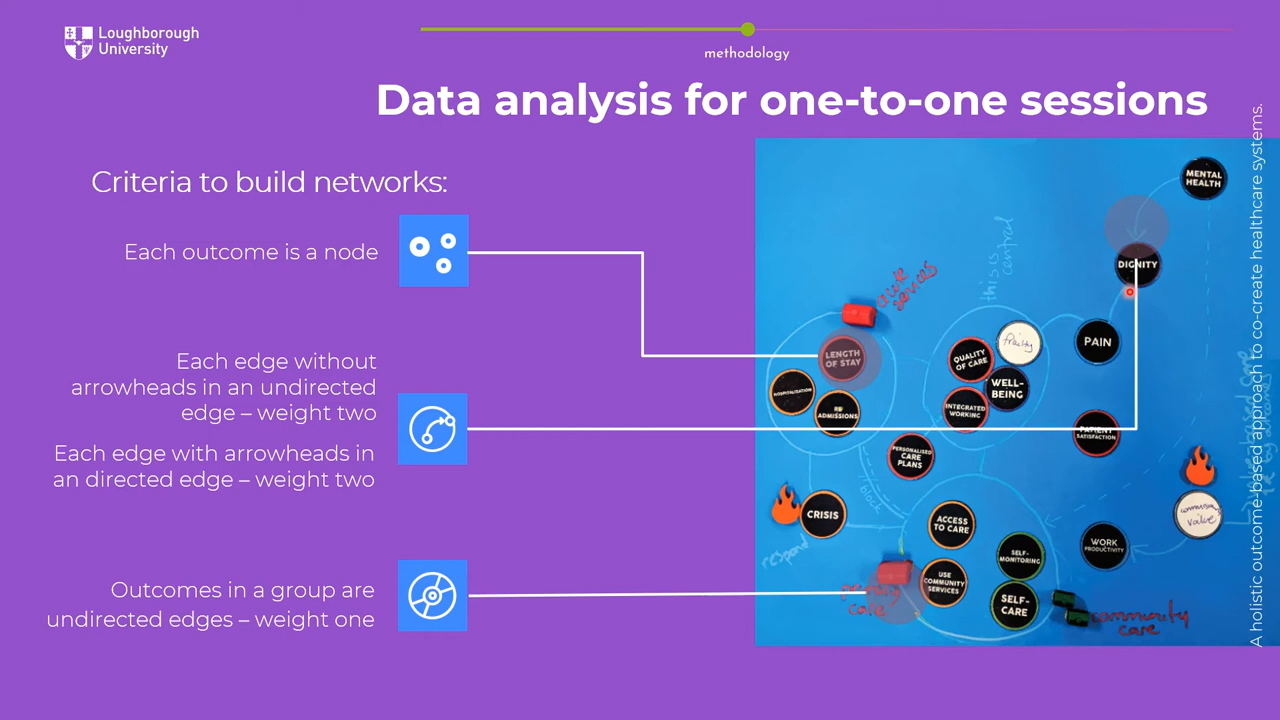 Loughborough
University
methodology
Data analysis for one-to-one sessions
Criteria to build networks:
Each outcome is a node
Each edge without
arrowheads in an undirected
edge – weight two
Each edge with arrowheads in
an directed edge – weight two
Outcomes in a group are
undirected edges – weight one
MENTAL
HEALTH
DIGNITY
this is
central
acute
services
LENGTH
OF STAY
QUALITY
OF CARE
frailty
PAIN
HOSPITALISATION
RE
ADMISSIONS
WELL-
BEING
INTEGRATED
WORKING
PATIENT
SATISFACTION
PERSONALISED
CARE
PLANS
block
CRISIS
respond
ACCESS
TO CARE
value
WORK
PRODUCTIVITY
SELF-
MONITORING
USE
COMMUNITY
SERVICES
primary
care
SELF-
CARE
community
care
A holistic outcome-based approach to co-create healthcare systems.